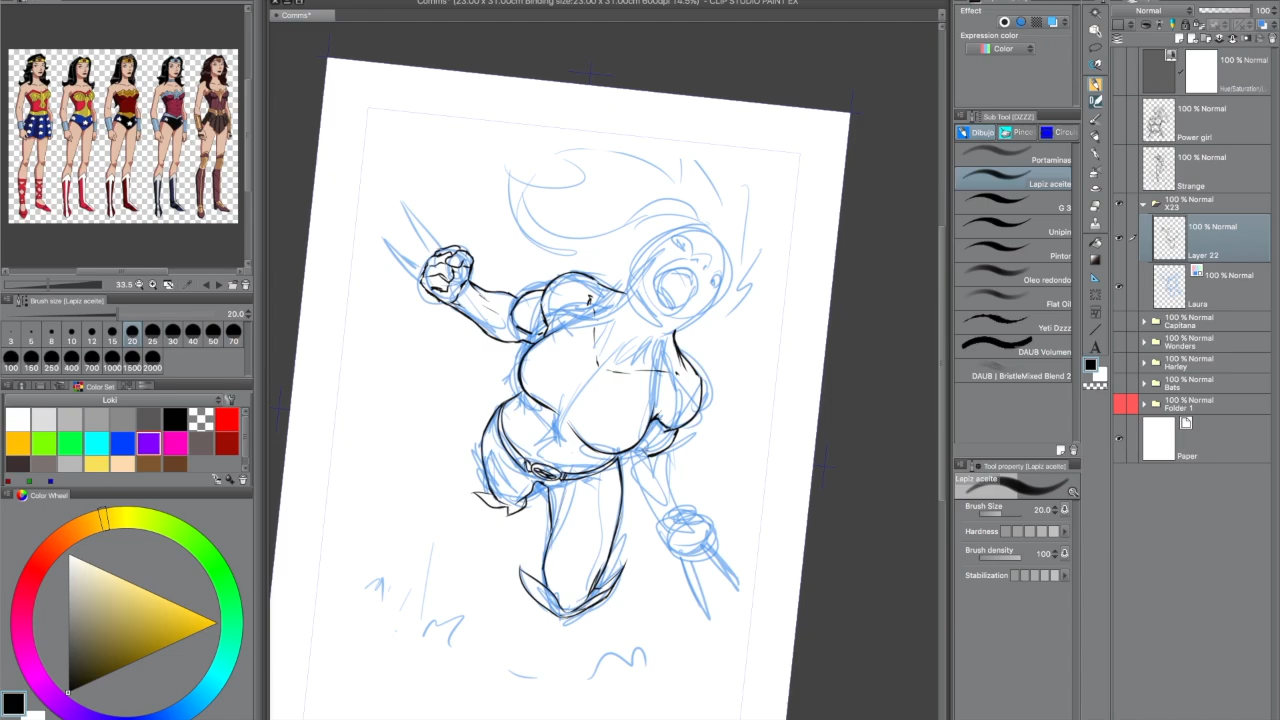 Comms* (23.00 x 31.00cm Binding size:23.00 x 31.00cm 600dpi 14.5%) - CLIP STUDIO PAINT EX
Comms*
33.5
Brush size [Lapiz aceite]
20.0
3 5 8 10 12 15 20 25 30 40 50 70
100 250 400 700 1000 1500 2000
Color Set
Loki
Color Wheel
Effect
Expression color
Color
Sub Tool [DZZZ]
Dibujo
Portaminas
Lapiz aceite
G 3
Unipin
Pintor
Oleo redondo
Flat Oil
Yeti Dzzz
DAUB Volumen
DAUB | BristleMixed Blend 2
Tool property [Lapiz aceite]
Lapiz aceite
Brush Size 20.0
Hardness
Brush density 100
Stabilization
Normal 100
100 % Normal
100 % Normal
Power girl
100 % Normal
Strange
100 % Normal
X23
100 % Normal
Layer 22
100 % Normal
Laura
100 % Normal
Capitana
100 % Normal
Wonders
100 % Normal
Harley
100 % Normal
Bats
100 % Normal
Folder 1
100 % Normal
Paper